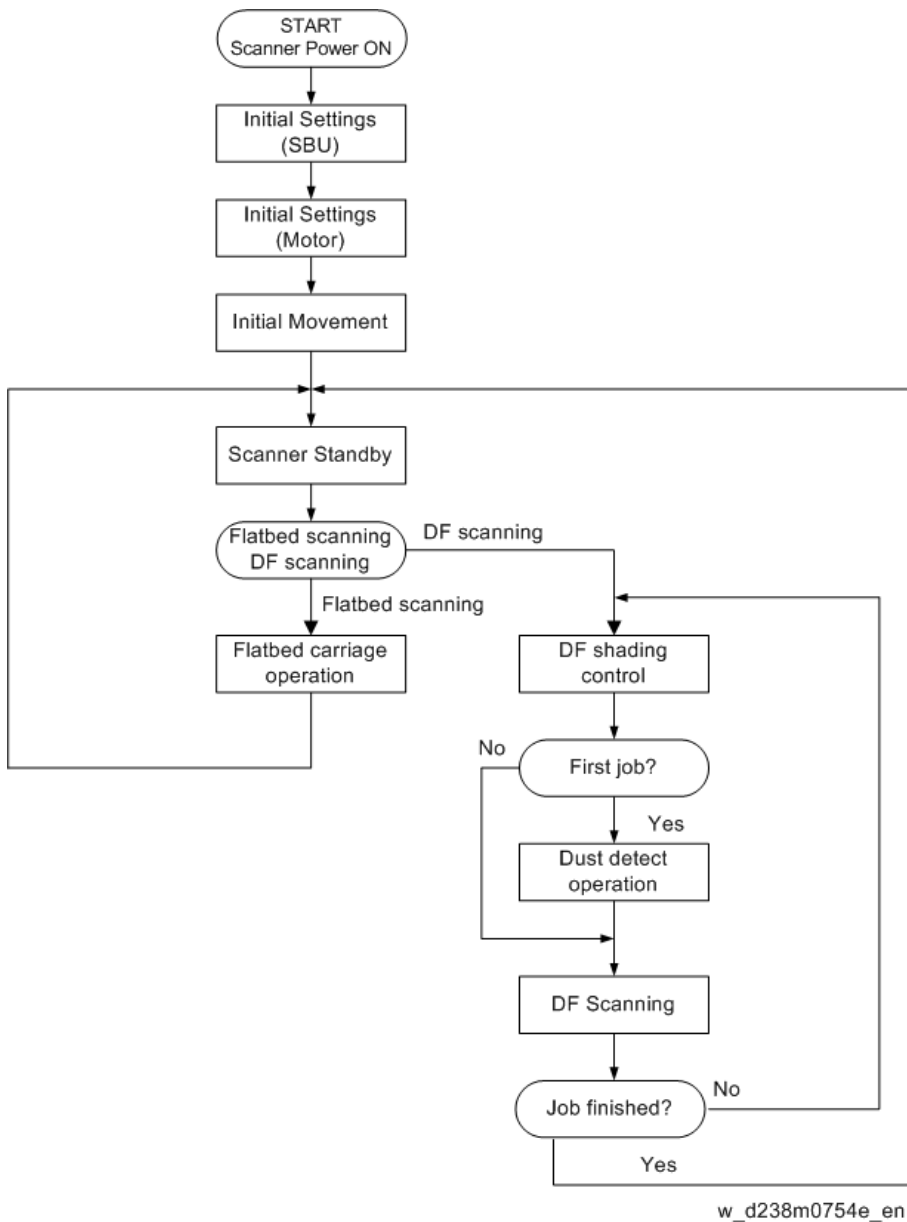 START
Scanner Power ON
Initial Settings
(SBU)
Initial Settings
(Motor)
Initial Movement
Scanner Standby
Flatbed scanning
DF scanning
DF scanning
Flatbed scanning
Flatbed carriage
operation
DF shading
control
No
First job?
Yes
Dust detect
operation
DF Scanning
No
Job finished?
Yes
w_d238m0754e_en